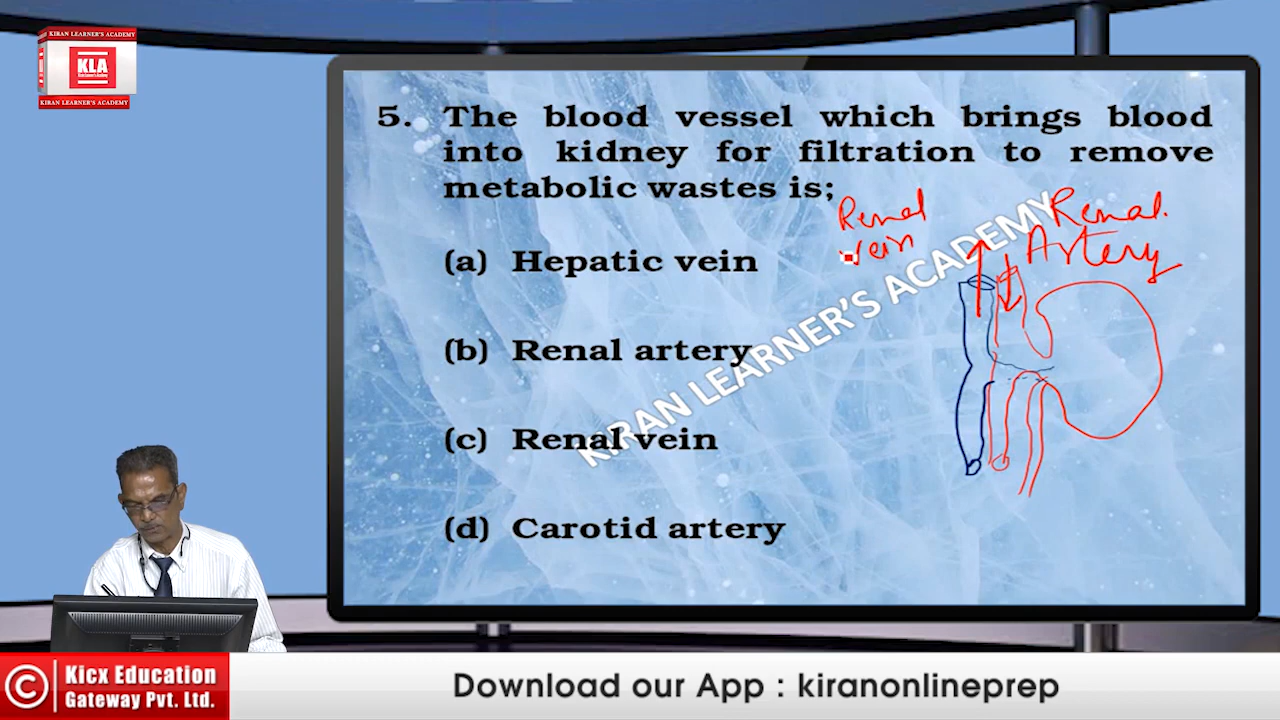 KIRAN LEARNER'S ACADEMY
KLA
KIRAN LEARNER'S ACADEMY
5. The blood vessel which brings blood
into kidney for filtration to remove
metabolic wastes is;
Renal
vein
Renal.
Artery
(a) Hepatic vein
(b) Renal artery
(c) Renal vein
(d) Carotid artery
KIRAN LEARNER'S ACADEMY
C Kicx Education
Gateway Pvt. Ltd.
Download our App : kiranonlineprep